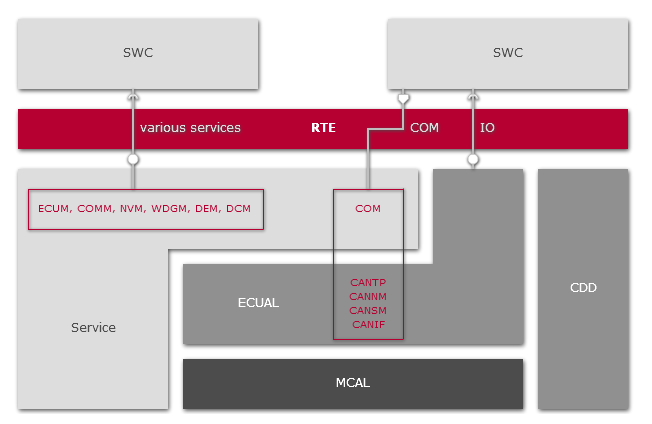 SWC
SWC
various services
RTE
COM
IO
ECUM, COMM, NVM, WDGM, DEM, DCM
COM
CANTP
CANNM
CANSM
CANIF
ECUAL
CDD
Service
MCAL